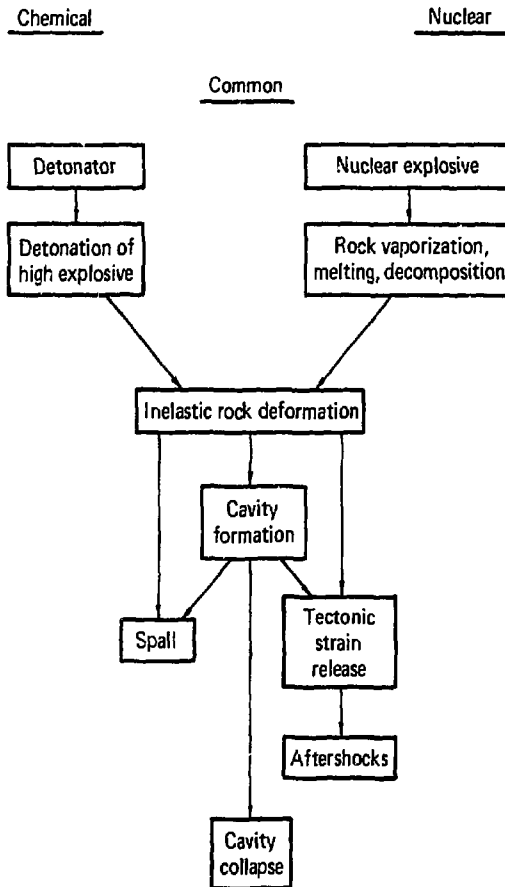 Chemical
Nuclear
Common
Detonator
Nuclear explosive
Detonation of
high explosive
Rock vaporization,
melting, decomposition
Inelastic rock deformation
Cavity
formation
Spall
Tectonic
strain
release
Aftershocks
Cavity
collapse